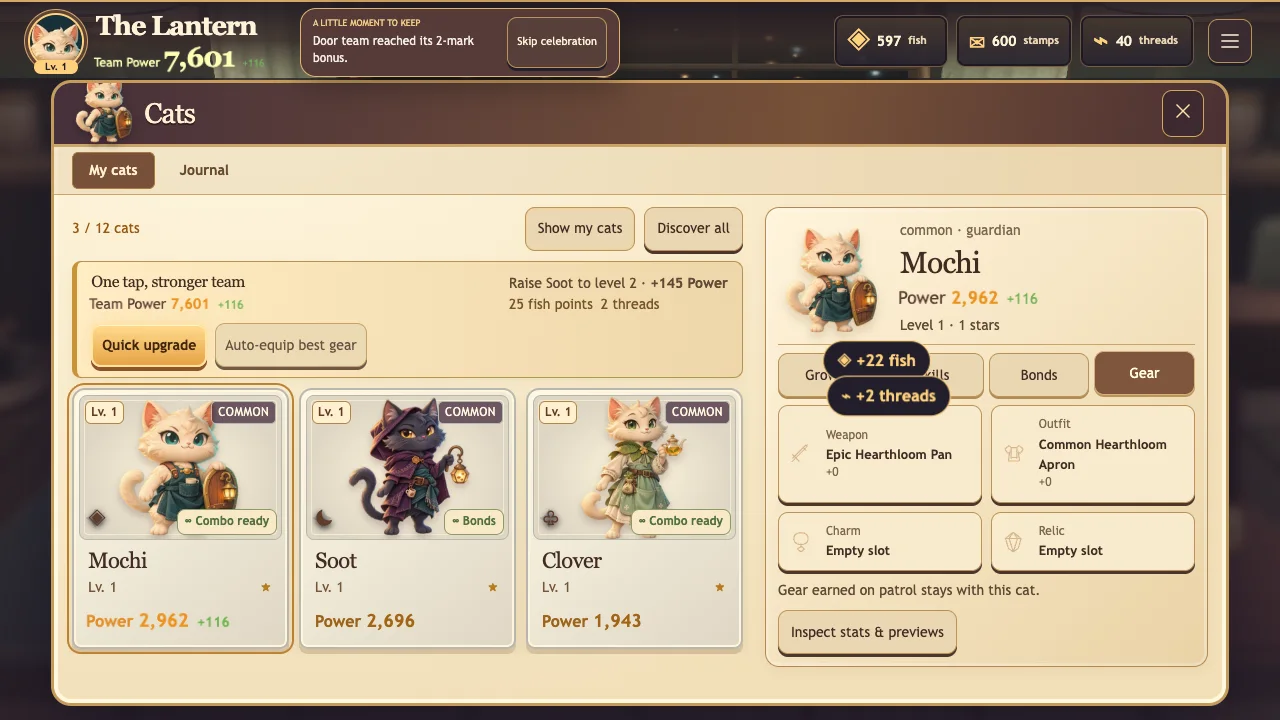 The Lantern
Lv. 1
Team Power 7,601 +116
A LITTLE MOMENT TO KEEP
Door team reached its 2-mark
bonus.
Skip celebration
597 fish
600 stamps
40 threads
Cats
My cats
Journal
3 / 12 cats
Show my cats
Discover all
One tap, stronger team
Team Power 7,601 +116
Raise Soot to level 2 · +145 Power
25 fish points 2 threads
Quick upgrade
Auto-equip best gear
Lv. 1
COMMON
∞ Combo ready
Mochi
Lv. 1
Power 2,962 +116
Lv. 1
COMMON
∞ Bonds
Soot
Lv. 1
Power 2,696
Lv. 1
COMMON
∞ Combo ready
Clover
Lv. 1
Power 1,943
common · guardian
Mochi
Power 2,962 +116
Level 1 · 1 stars
+22 fish
+2 threads
Bonds
Gear
Weapon
Epic Hearthloom Pan
+0
Outfit
Common Hearthloom
Apron
+0
Charm
Empty slot
Relic
Empty slot
Gear earned on patrol stays with this cat.
Inspect stats & previews